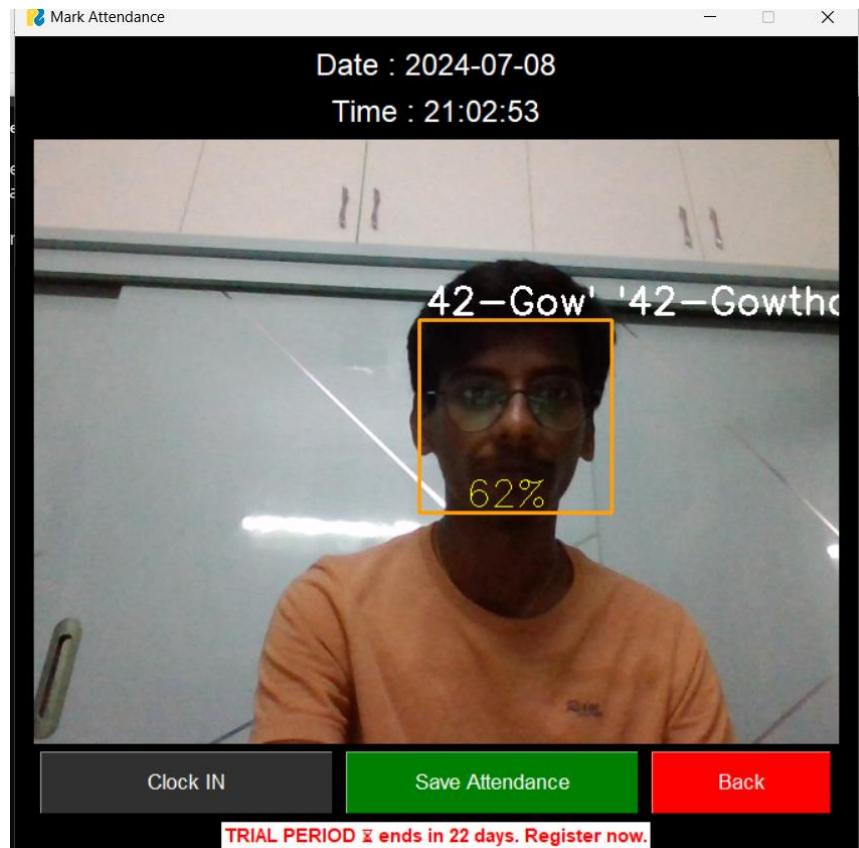 Mark Attendance
Date : 2024-07-08
Time : 21:02:53
42-Gow' '42-Gowtha
62%
Clock IN
Save Attendance
Back
TRIAL PERIOD ⌛ ends in 22 days. Register now.